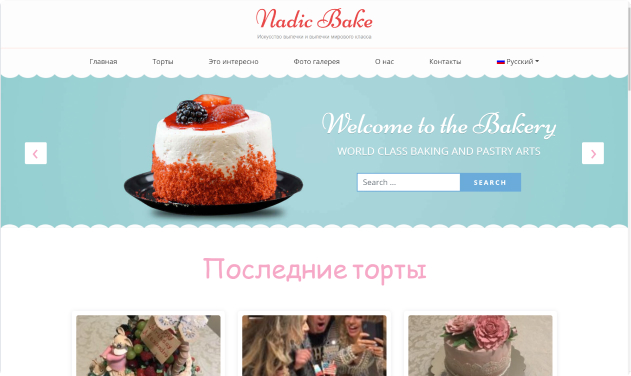 Nadic Bake
Искусство выпечки и выпечки мирового класса
Главная
Торты
Это интересно
Фото галерея
О нас
Контакты
Русский
Welcome to the Bakery
WORLD CLASS BAKING AND PASTRY ARTS
Search ...
SEARCH
Последние торты